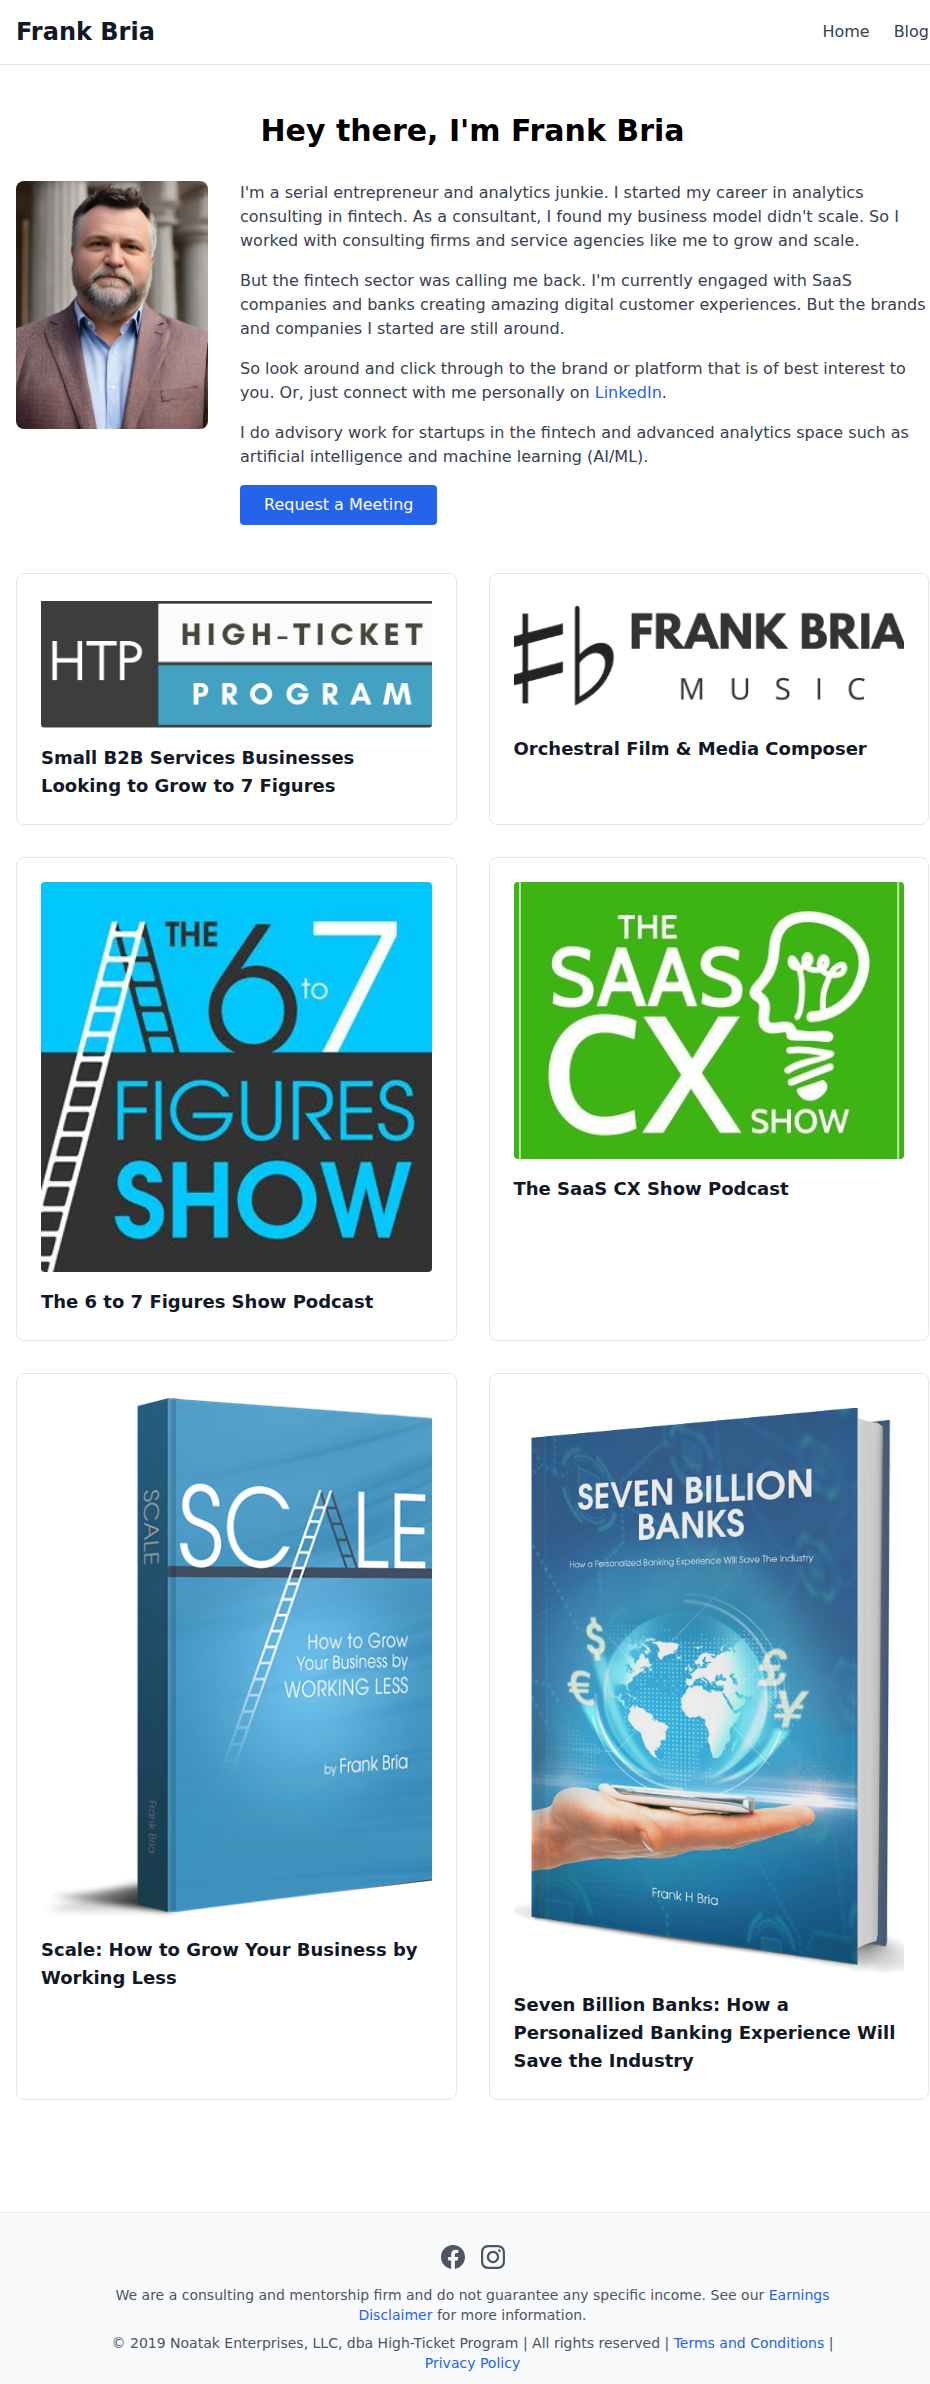 Frank Bria
Home Blog
Hey there, I'm Frank Bria
I'm a serial entrepreneur and analytics junkie. I started my career in analytics
consulting in fintech. As a consultant, I found my business model didn't scale. So I
worked with consulting firms and service agencies like me to grow and scale.
But the fintech sector was calling me back. I'm currently engaged with SaaS
companies and banks creating amazing digital customer experiences. But the brands
and companies I started are still around.
So look around and click through to the brand or platform that is of best interest to
you. Or, just connect with me personally on LinkedIn.
I do advisory work for startups in the fintech and advanced analytics space such as
artificial intelligence and machine learning (AI/ML).
Request a Meeting
HTP
HIGH-TICKET
PROGRAM
Small B2B Services Businesses
Looking to Grow to 7 Figures
FRANK BRIA
MUSIC
Orchestral Film & Media Composer
THE
6 to 7
FIGURES
SHOW
The 6 to 7 Figures Show Podcast
THE
SAAS
CX
SHOW
The SaaS CX Show Podcast
SCALE
SCALE
How to Grow
Your Business by
WORKING LESS
by Frank Bria
Frank Bria
Scale: How to Grow Your Business by
Working Less
SEVEN BILLION
BANKS
How a Personalized Banking Experience Will Save The Industry
$
€
£
¥
Frank H Bria
Seven Billion Banks: How a
Personalized Banking Experience Will
Save the Industry
We are a consulting and mentorship firm and do not guarantee any specific income. See our Earnings
Disclaimer for more information.
© 2019 Noatak Enterprises, LLC, dba High-Ticket Program | All rights reserved | Terms and Conditions |
Privacy Policy